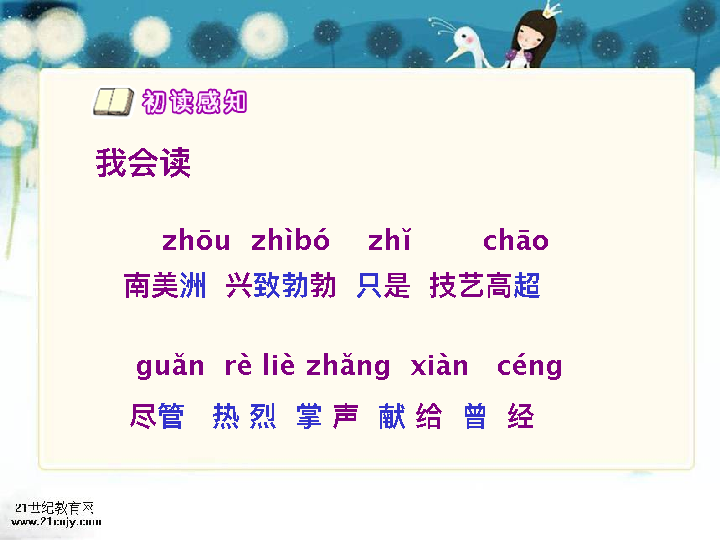 初读感知
我会读
zhōu zhìbó zhǐ chāo
南美洲 兴致勃勃 只是 技艺高超
guǎn rè liè zhǎng xiàn céng
尽管 热 烈 掌 声 献 给 曾 经
21世纪教育网
www.21cnjy.com